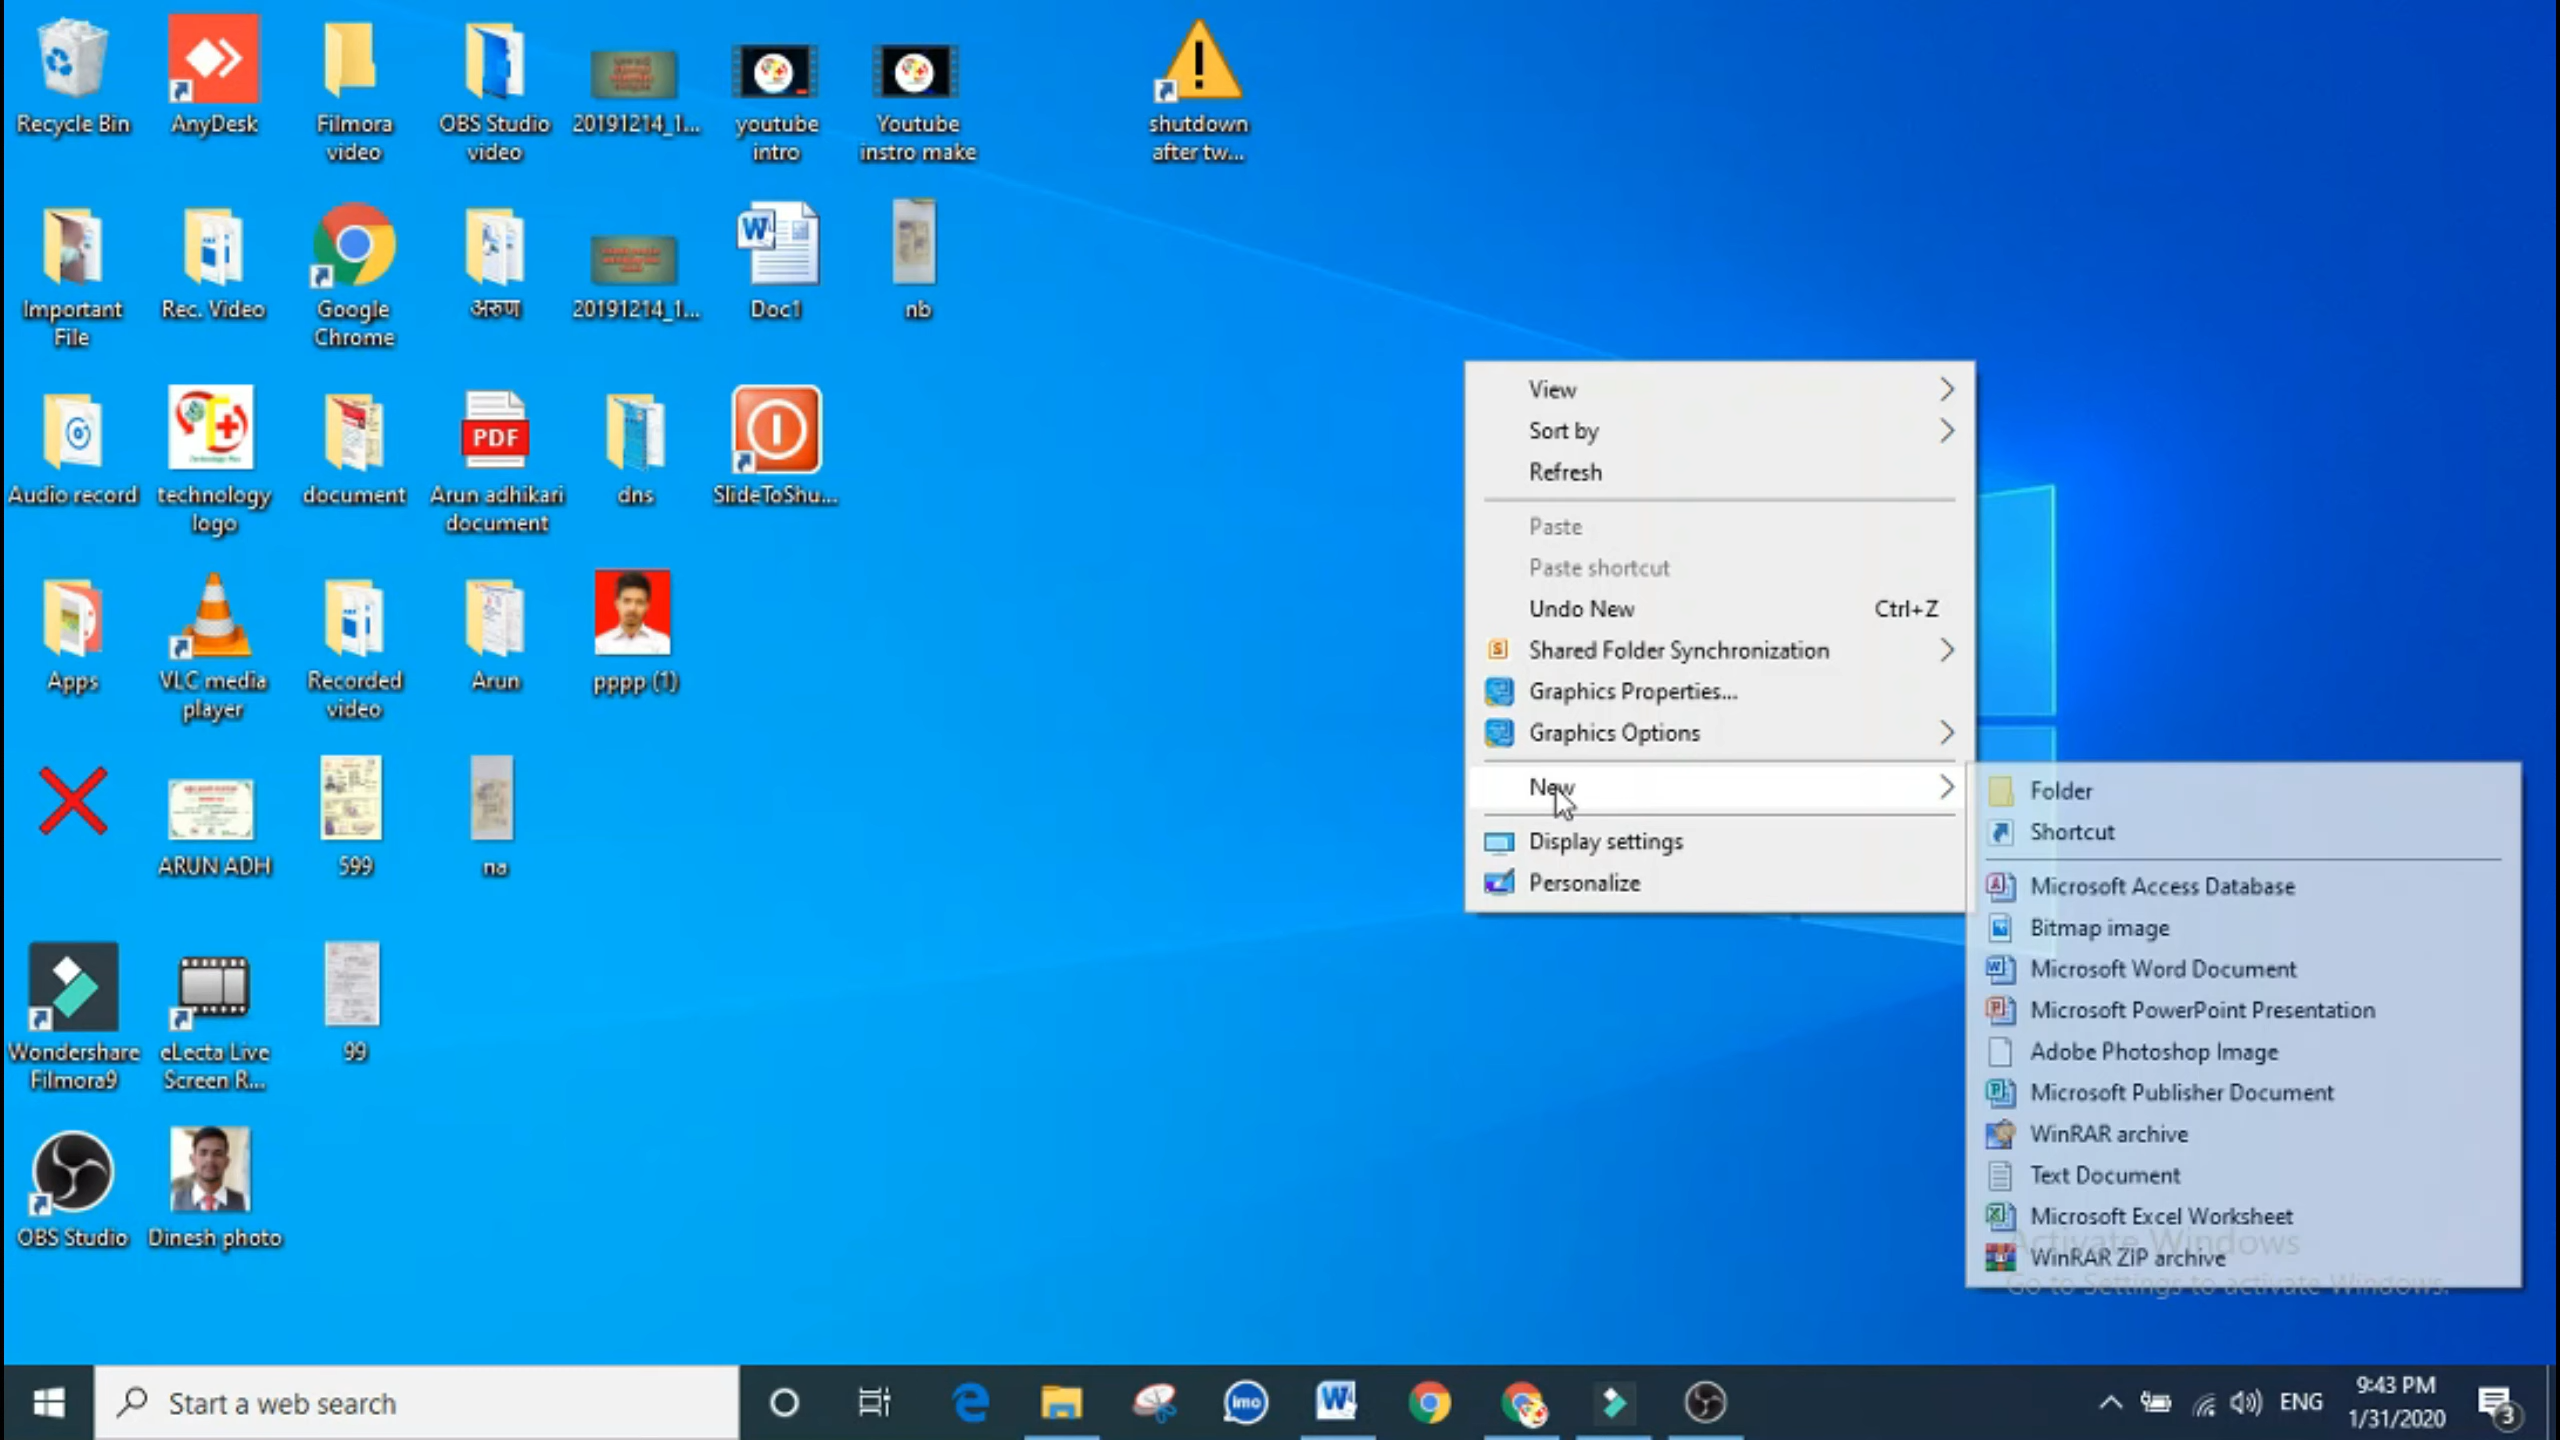 Recycle Bin
AnyDesk
Filmora
video
OBS Studio
video
20191214_1...
youtube
intro
Youtube
instro make
shutdown
after tw...
Important
File
Rec. Video
Google
Chrome
अरुण
20191214_1...
Doc1
nb
Audio record
technology
logo
document
PDF
Arun adhikari
document
dns
SlideToShu...
Apps
VLC media
player
Recorded
video
Arun
pppp (1)
ARUN ADH
599
na
Wondershare
Filmora9
eLecta Live
Screen R...
99
OBS Studio
Dinesh photo
View
Sort by
Refresh
Paste
Paste shortcut
Undo New Ctrl+Z
Shared Folder Synchronization
Graphics Properties...
Graphics Options
New
Display settings
Personalize
Folder
Shortcut
Microsoft Access Database
Bitmap image
Microsoft Word Document
Microsoft PowerPoint Presentation
Adobe Photoshop Image
Microsoft Publisher Document
WinRAR archive
Text Document
Microsoft Excel Worksheet
Activate Windows
WinRAR ZIP archive
Go to Settings to activate Windows.
Start a web search
imo
ENG
9:43 PM
1/31/2020
3